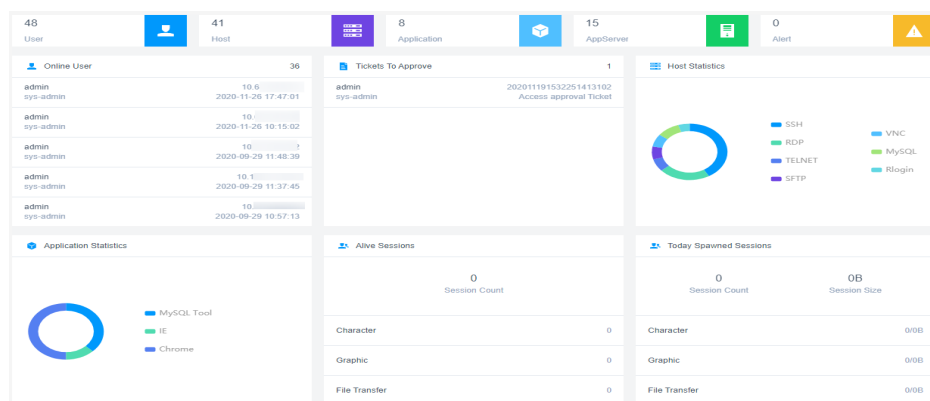 48
User
41
Host
8
Application
15
AppServer
0
Alert
Online User 36
admin 10.6
sys-admin 2020-11-26 17:47:01
admin 10.
sys-admin 2020-11-26 10:15:02
admin 10
sys-admin 2020-09-29 11:48:39
admin 10.1
sys-admin 2020-09-29 11:37:45
admin 10.
sys-admin 2020-09-29 10:57:13
Tickets To Approve 1
admin 202011191532251413102
sys-admin Access approval Ticket
Host Statistics
SSH
RDP
TELNET
SFTP
VNC
MySQL
Rlogin
Application Statistics
MySQL Tool
IE
Chrome
Alive Sessions
0
Session Count
Character 0
Graphic 0
File Transfer 0
Today Spawned Sessions
0 0B
Session Count Session Size
Character 0/0B
Graphic 0/0B
File Transfer 0/0B